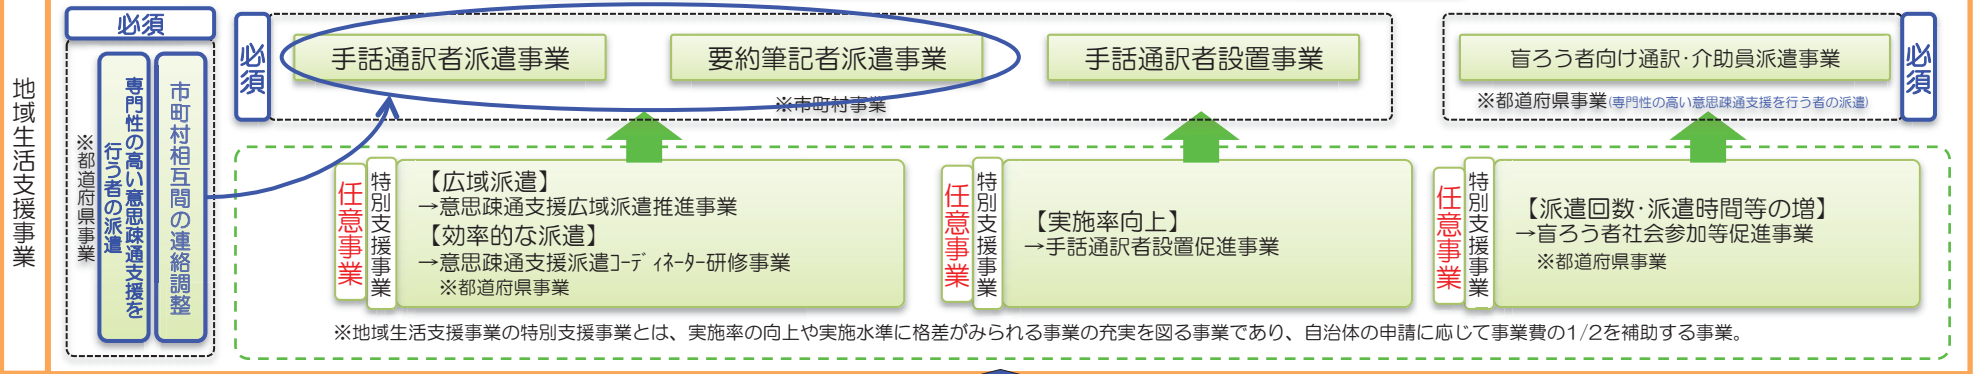 地域生活支援事業
必須
市町村相互間の連絡調整
専門性の高い意思疎通支援を
行う者の派遣
※都道府県事業
必須
手話通訳者派遣事業
要約筆記者派遣事業
手話通訳者設置事業
※市町村事業
盲ろう者向け通訳･介助員派遣事業
※都道府県事業(専門性の高い意思疎通支援を行う者の派遣)
必須
任意事業
特別支援事業
【広域派遣】
→意思疎通支援広域派遣推進事業
【効率的な派遣】
→意思疎通支援派遣ｺｰﾃﾞｨﾈｰﾀｰ研修事業
※都道府県事業
任意事業
特別支援事業
【実施率向上】
→手話通訳者設置促進事業
任意事業
特別支援事業
【派遣回数･派遣時間等の増】
→盲ろう者社会参加等促進事業
※都道府県事業
※地域生活支援事業の特別支援事業とは、実施率の向上や実施水準に格差がみられる事業の充実を図る事業であり、自治体の申請に応じて事業費の1/2を補助する事業。